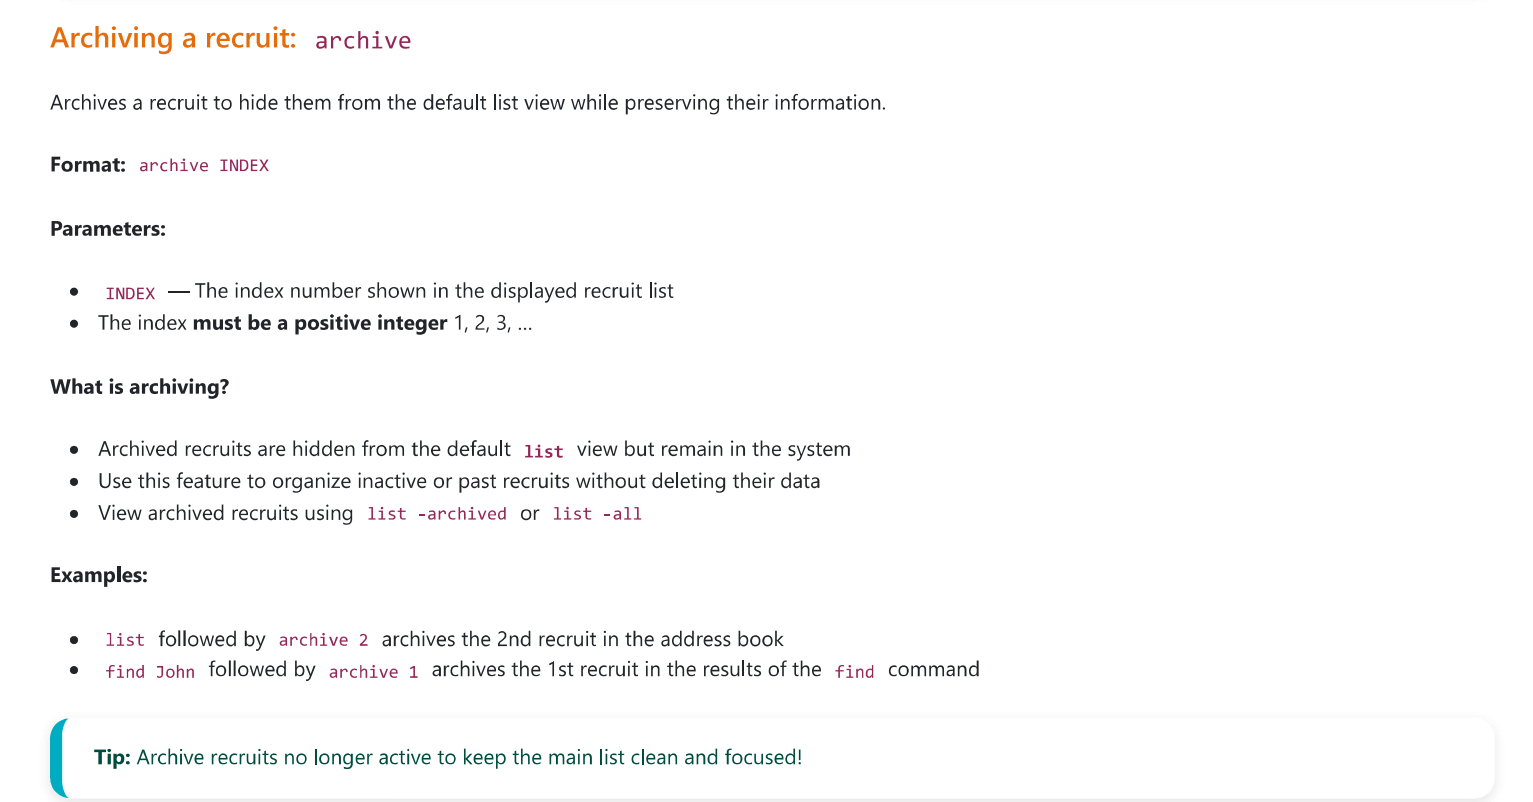 Archiving a recruit: archive
Archives a recruit to hide them from the default list view while preserving their information.
Format: archive INDEX
Parameters:
• INDEX — The index number shown in the displayed recruit list
• The index must be a positive integer 1, 2, 3, …
What is archiving?
• Archived recruits are hidden from the default list view but remain in the system
• Use this feature to organize inactive or past recruits without deleting their data
• View archived recruits using list -archived or list -all
Examples:
• list followed by archive 2 archives the 2nd recruit in the address book
• find John followed by archive 1 archives the 1st recruit in the results of the find command
Tip: Archive recruits no longer active to keep the main list clean and focused!